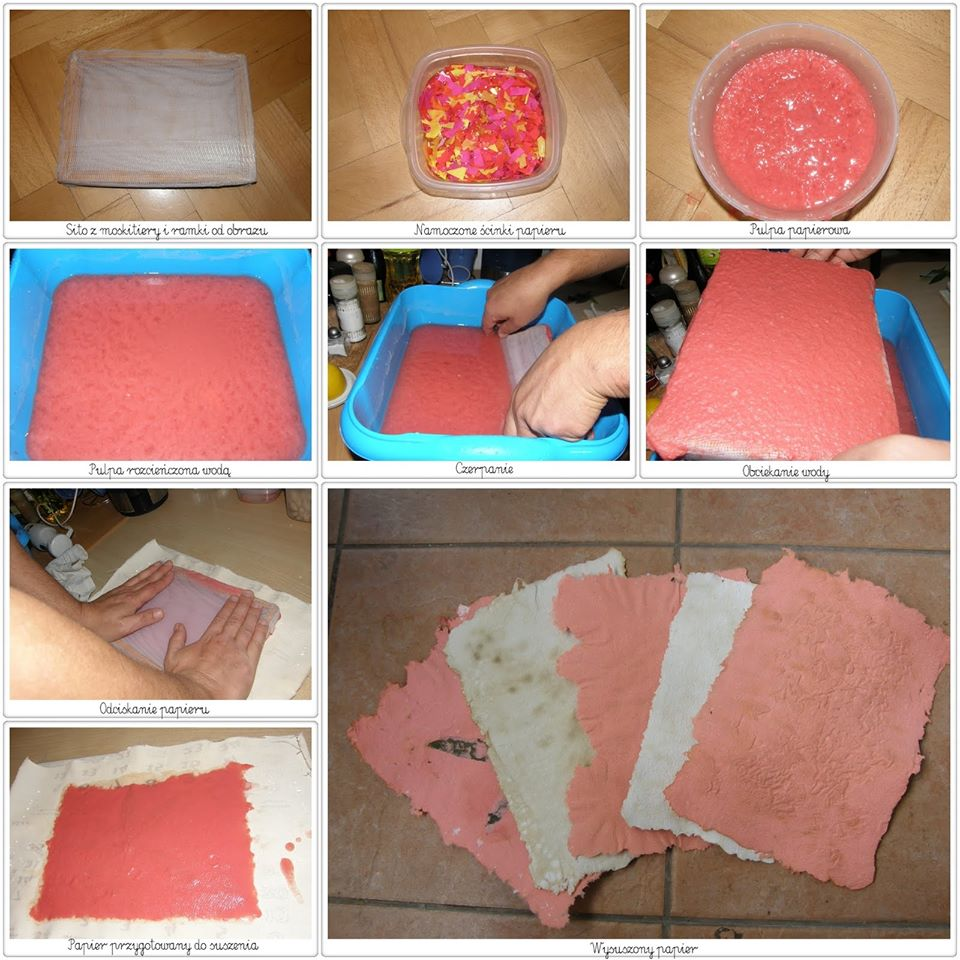 Sito z moskitiery i ramki od obrazu
Namoczone ścinki papieru
Pulpa papierowa
Pulpa rozcieńczona wodą
Czerpanie
Obciekanie wody
Odciskanie papieru
Papier przygotowany do suszenia
Wysuszony papier